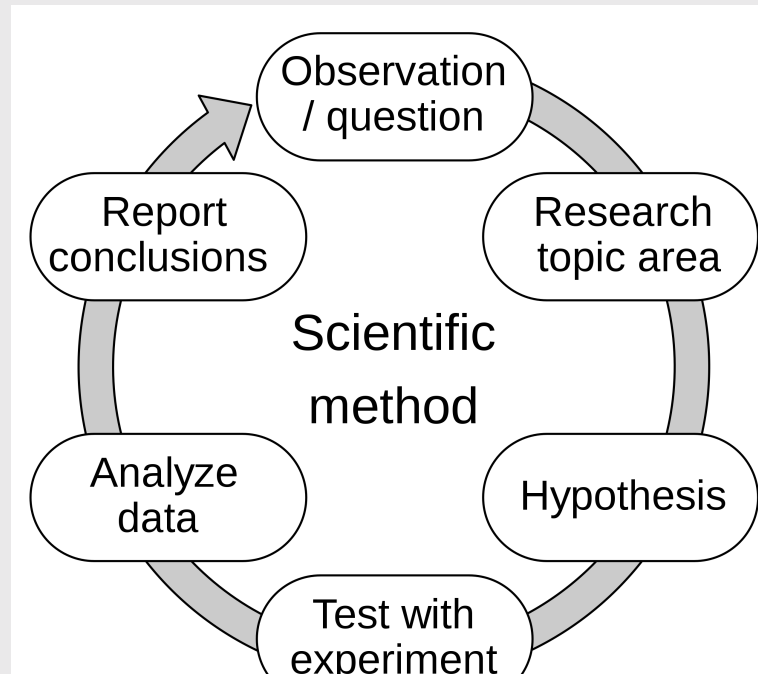 Observation
/ question
Research
topic area
Hypothesis
Test with
experiment
Analyze
data
Report
conclusions
Scientific
method